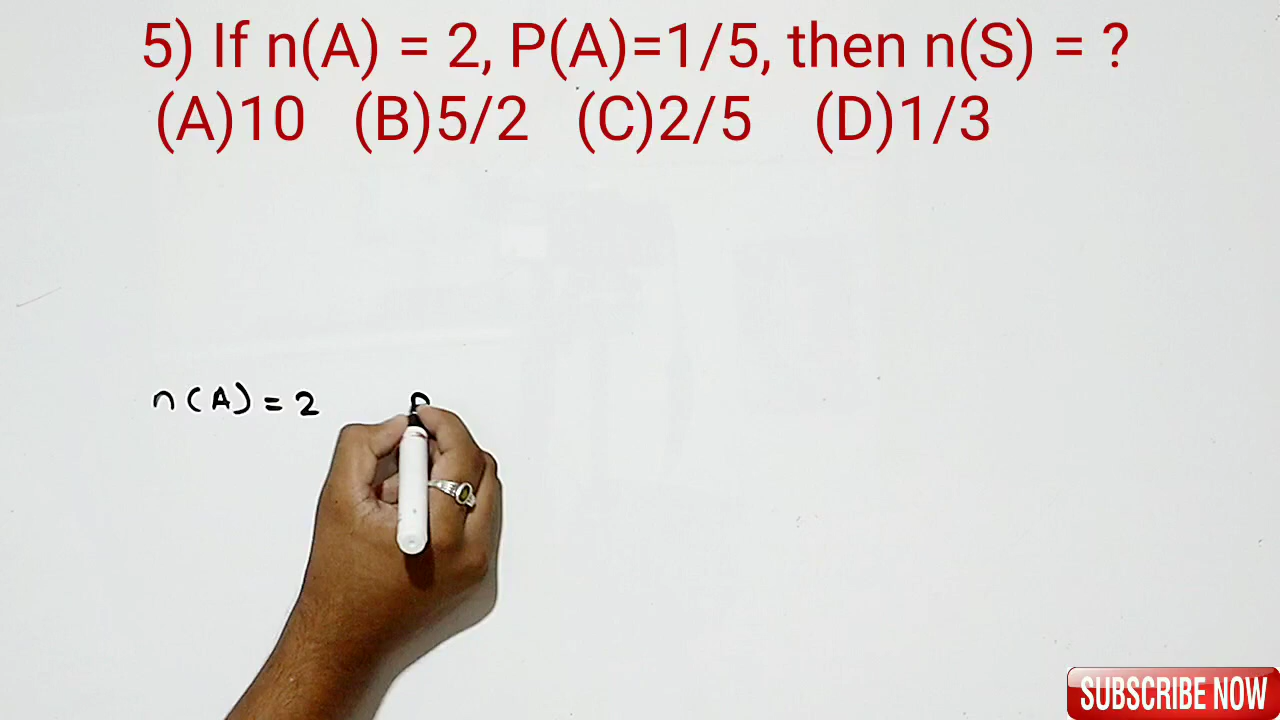 5) If n(A) = 2, P(A)=1/5, then n(S) = ?
(A)10 (B)5/2 (C)2/5 (D)1/3
n(A) = 2
SUBSCRIBE NOW